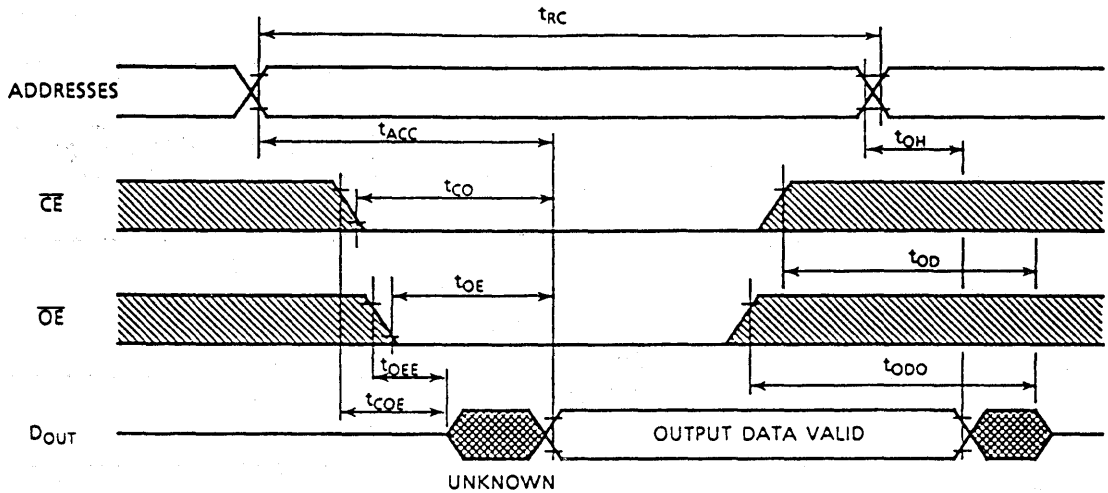 tRC
ADDRESSES
tACC
tOH
tCO
CE
tOD
tOE
OE
tOEE
tODO
tCOE
DOUT
OUTPUT DATA VALID
UNKNOWN